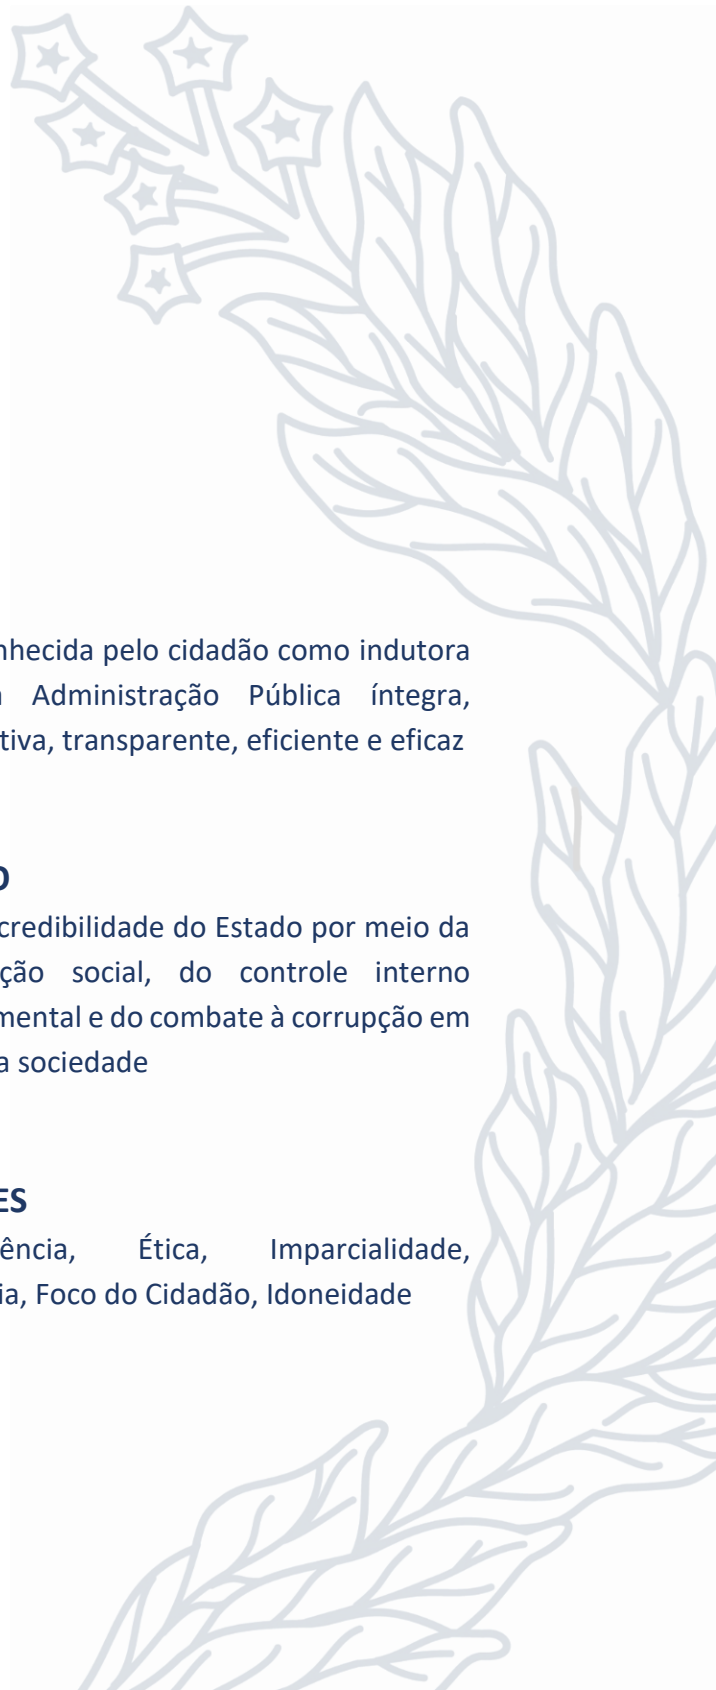 nhecida pelo cidadão como indutora
Administração Pública íntegra,
tiva, transparente, eficiente e eficaz
O
credibilidade do Estado por meio da
ção social, do controle interno
mental e do combate à corrupção em
a sociedade
ES
ência, Ética, Imparcialidade,
ia, Foco do Cidadão, Idoneidade